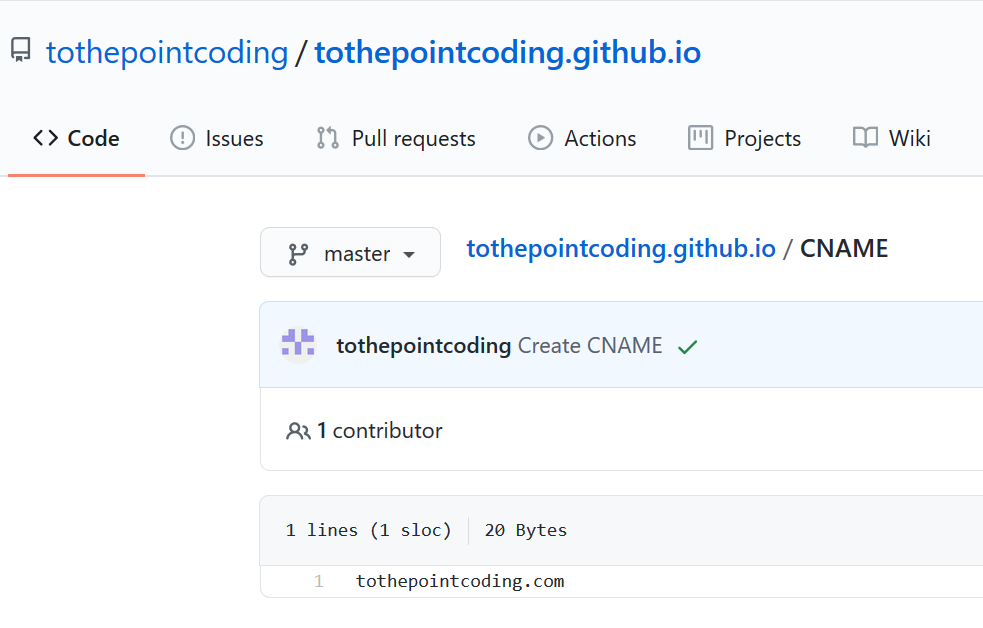 tothepointcoding / tothepointcoding.github.io
Code Issues Pull requests Actions Projects Wiki
master tothepointcoding.github.io / CNAME
tothepointcoding Create CNAME
1 contributor
1 lines (1 sloc) 20 Bytes
1 tothepointcoding.com